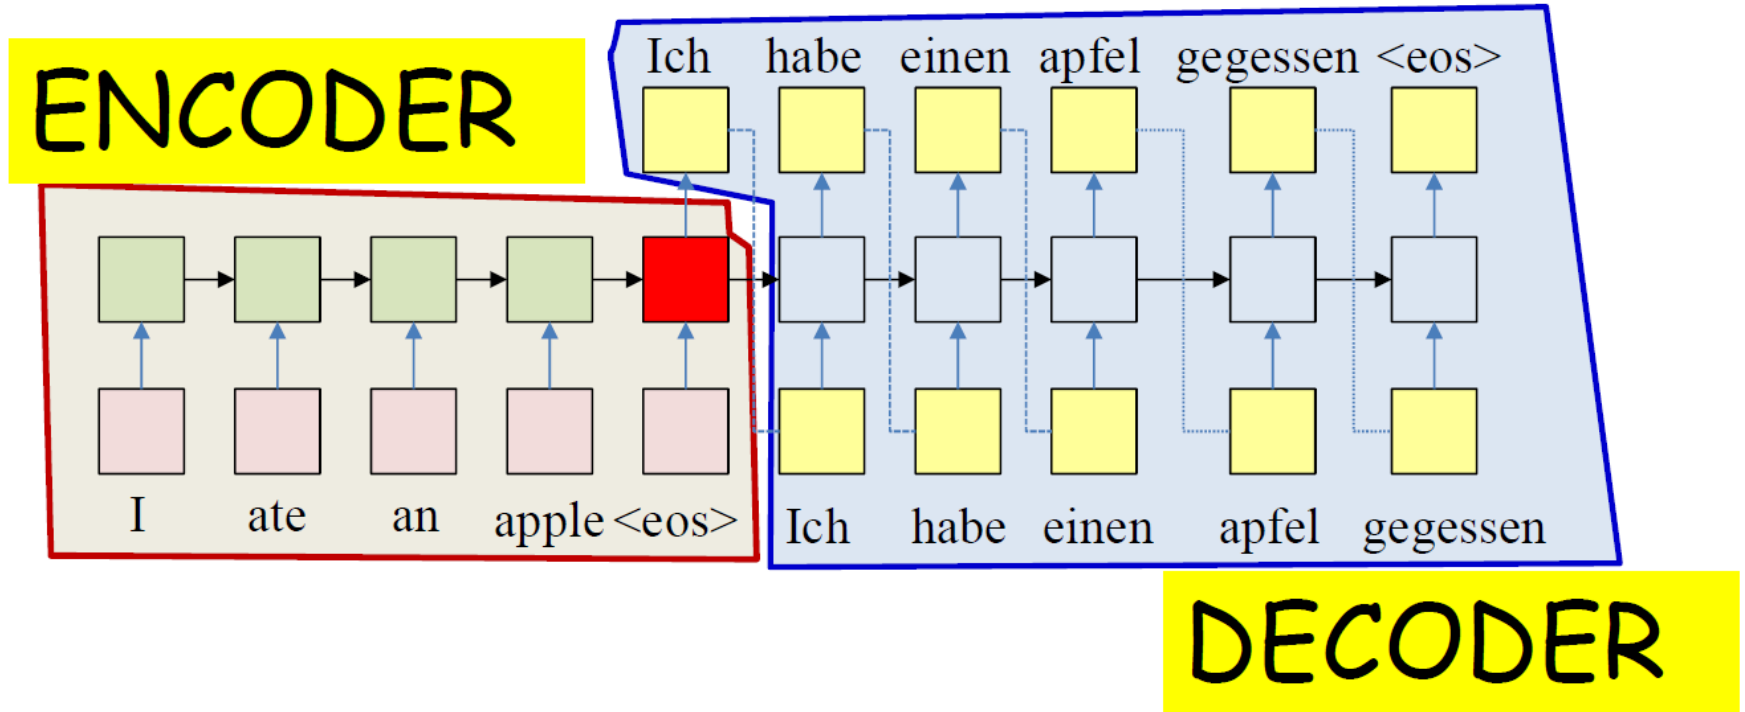 ENCODER
Ich habe einen apfel gegessen <eos>
I ate an apple <eos>
Ich habe einen apfel gegessen
DECODER